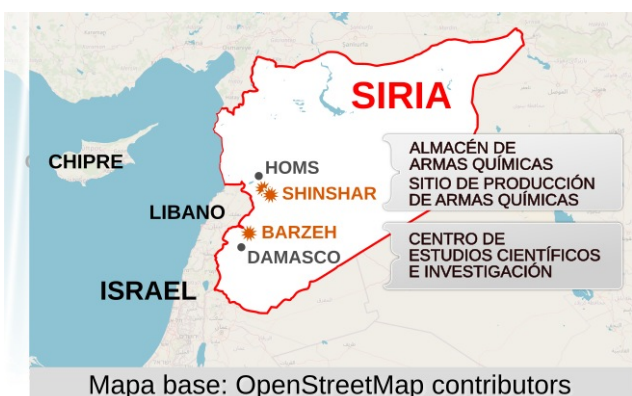 SIRIA
CHIPRE
HOMS
SHINSHAR
ALMACÉN DE
ARMAS QUÍMICAS
SITIO DE PRODUCCIÓN
DE ARMAS QUÍMICAS
LIBANO
BARZEH
DAMASCO
CENTRO DE
ESTUDIOS CIENTÍFICOS
E INVESTIGACIÓN
ISRAEL
Mapa base: OpenStreetMap contributors